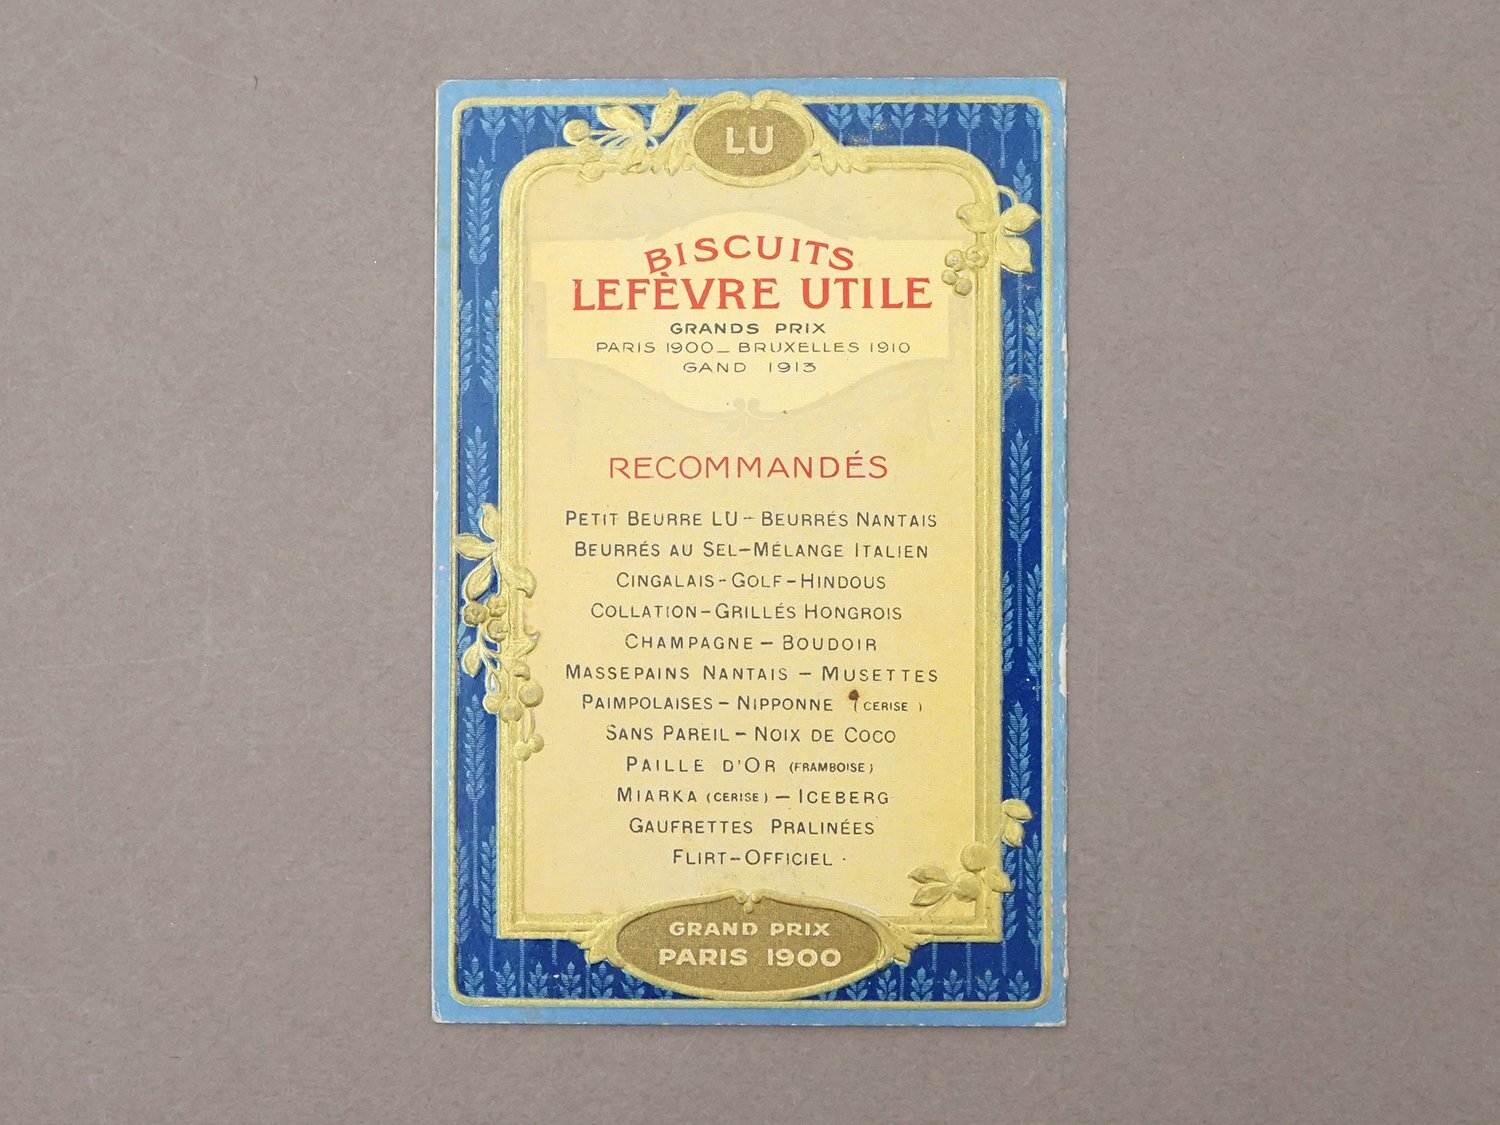 LU
BISCUITS
LEFÈVRE UTILE
GRANDS PRIX
PARIS 1900_ BRUXELLES 1910
GAND 1913
RECOMMANDÉS
PETIT BEURRE LU - BEURRÉS NANTAIS
BEURRÉS AU SEL - MÉLANGE ITALIEN
CINGALAIS - GOLF - HINDOUS
COLLATION - GRILLÉS HONGROIS
CHAMPAGNE - BOUDOIR
MASSEPAINS NANTAIS - MUSETTES
PAIMPOLAISES - NIPPONNE (CERISE)
SANS PAREIL - NOIX DE COCO
PAILLE D'OR (FRAMBOISE)
MIARKA (CERISE) - ICEBERG
GAUFRETTES PRALINÉES
FLIRT - OFFICIEL .
GRAND PRIX
PARIS 1900